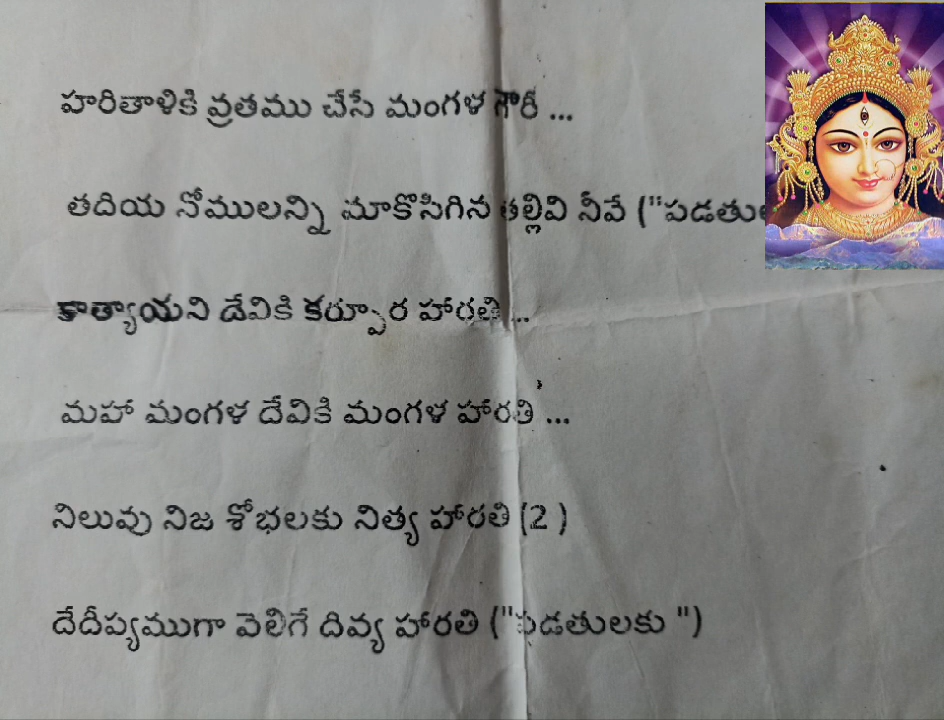 హరితాళికి వ్రతము చేసే మంగళ గౌరీ ...
తదియ నోములన్ని మాకొసిగిన తల్లివి నీవే ("పడతుల
కాత్యాయని దేవికి కర్పూర హారతి ...
మహా మంగళ దేవికి మంగళ హారతి ...
నిలువు నిజ శోభలకు నిత్య హారతి (2 )
దేదీప్యముగా వెలిగే దివ్య హారతి ("పడతులకు ")